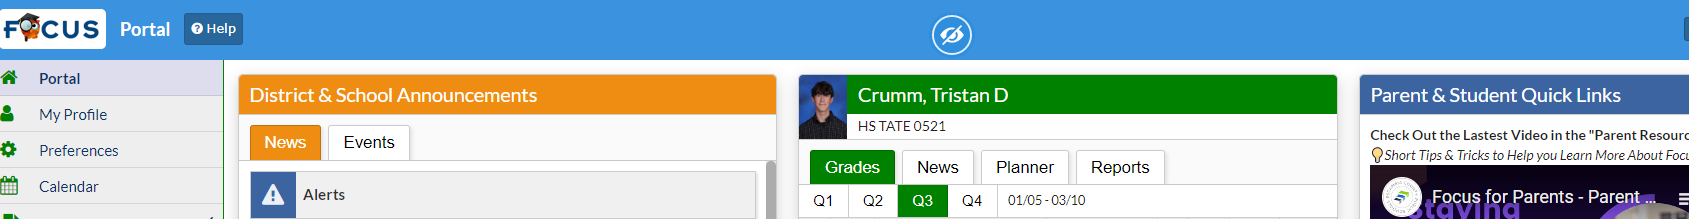 FOCUS
Portal
Help
Portal
My Profile
Preferences
Calendar
District & School Announcements
News
Events
Alerts
Crumm, Tristan D
HS TATE 0521
Grades
News
Planner
Reports
Q1
Q2
Q3
Q4
01/05 - 03/10
Parent & Student Quick Links
Check Out the Lastest Video in the "Parent Resourc
Short Tips & Tricks to Help you Learn More About Focu
Focus for Parents - Parent ...
Staying